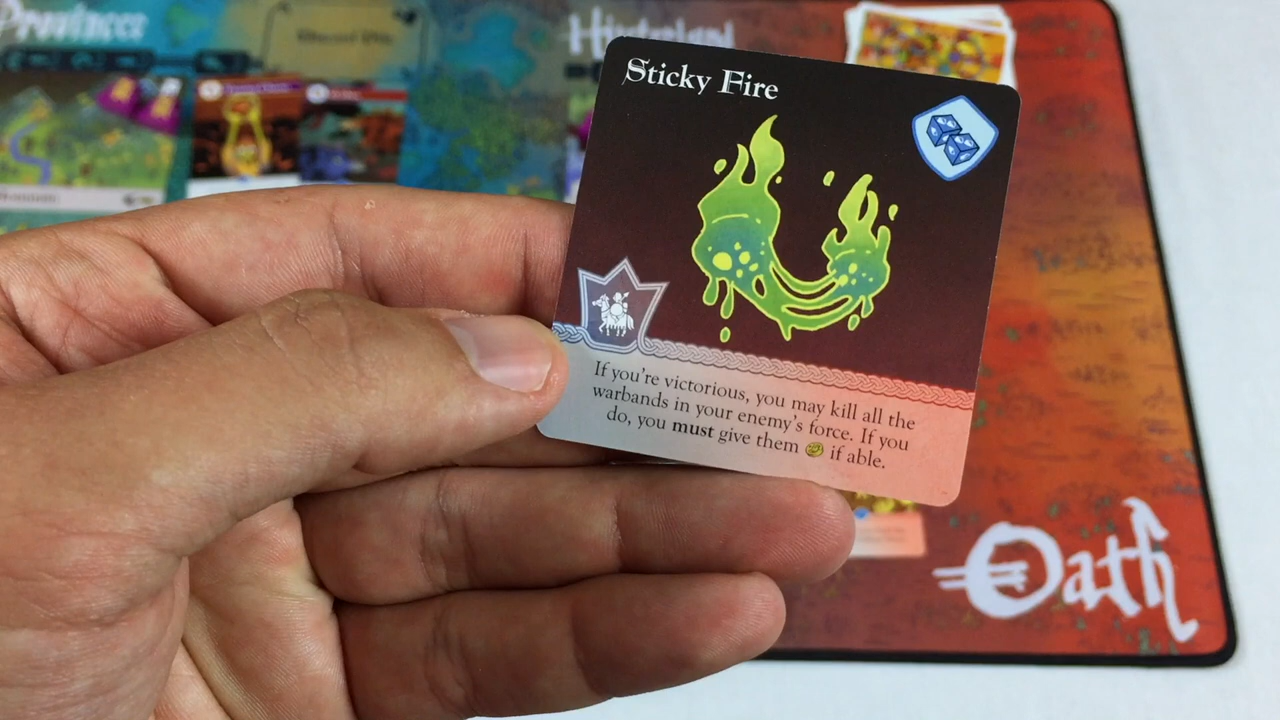 Provinces
Hinterland
Sticky Fire
If you're victorious, you may kill all the
warbands in your enemy's force. If you
do, you must give them if able.
Oath